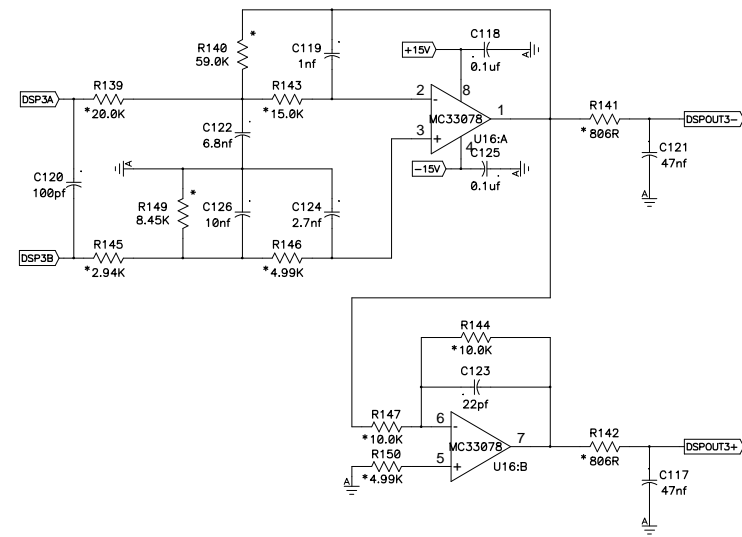 R140
*
59.0K
C119
1nf
+15V
C118
0.1uf
A
DSP3A
R139
*20.0K
R143
*15.0K
2
-
8
MC33078
1
3
+
U16:A
4
R141
*806R
DSPOUT3-
C122
6.8nf
C121
47nf
A
C120
100pf
A
-15V
C125
0.1uf
A
R149
*
8.45K
C126
10nf
C124
2.7nf
DSP3B
R145
*2.94K
R146
*4.99K
R144
*10.0K
C123
22pf
R147
*10.0K
6
-
MC33078
7
R150
*4.99K
5
+
U16:B
A
R142
*806R
DSPOUT3+
C117
47nf
A